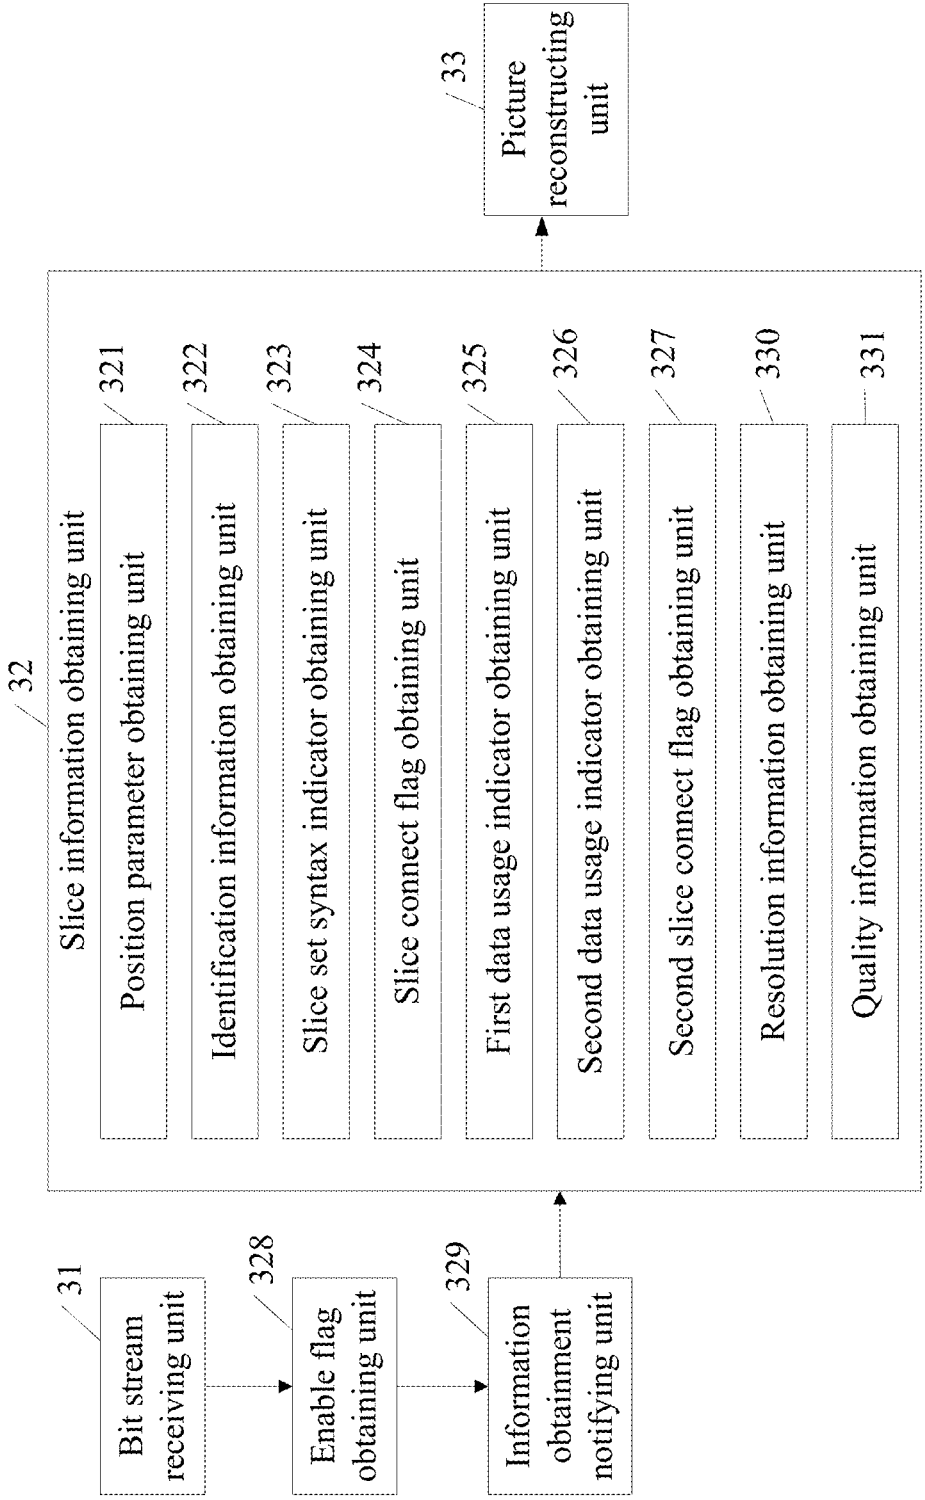 31
Bit stream
receiving unit
328
Enable flag
obtaining unit
329
Information
obtainment
notifying unit
32
Slice information obtaining unit
321
Position parameter obtaining unit
322
Identification information obtaining unit
323
Slice set syntax indicator obtaining unit
324
Slice connect flag obtaining unit
325
First data usage indicator obtaining unit
326
Second data usage indicator obtaining unit
327
Second slice connect flag obtaining unit
330
Resolution information obtaining unit
331
Quality information obtaining unit
33
Picture
reconstructing
unit